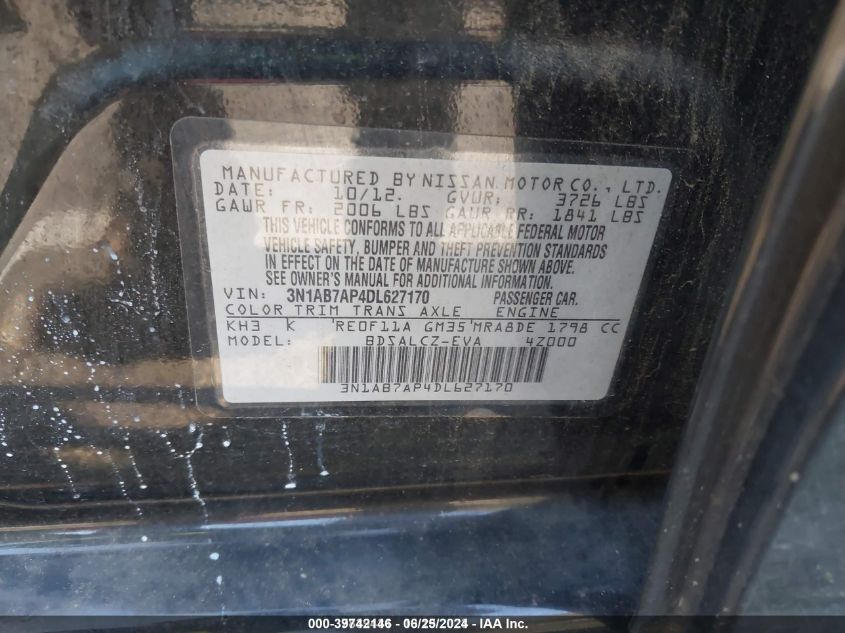 MANUFACTURED BY NISSAN MOTOR CO., LTD.
DATE: 10/12. GVWR: 3726 LBS
GAWR FR: 2006 LBS GAWR RR: 1841 LBS
THIS VEHICLE CONFORMS TO ALL APPLICABLE FEDERAL MOTOR
VEHICLE SAFETY, BUMPER AND THEFT PREVENTION STANDARDS
IN EFFECT ON THE DATE OF MANUFACTURE SHOWN ABOVE.
SEE OWNER'S MANUAL FOR ADDITIONAL INFORMATION.
VIN: 3N1AB7AP4DL627170 PASSENGER CAR.
COLOR TRIM TRANS AXLE ENGINE
KH3 K RE0F11A GM35 MRA8DE 1798 CC
MODEL: BDSALCZ-EVA 4Z000
3N1AB7AP4DL627170
000-39742146 - 06/25/2024 - IAA Inc.